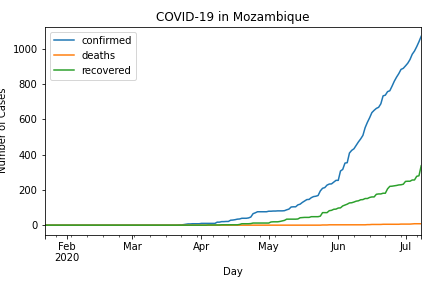 COVID-19 in Mozambique
confirmed
deaths
recovered
Number of Cases
1000
800
600
400
200
0
Feb
2020
Mar
Apr
May
Jun
Jul
Day